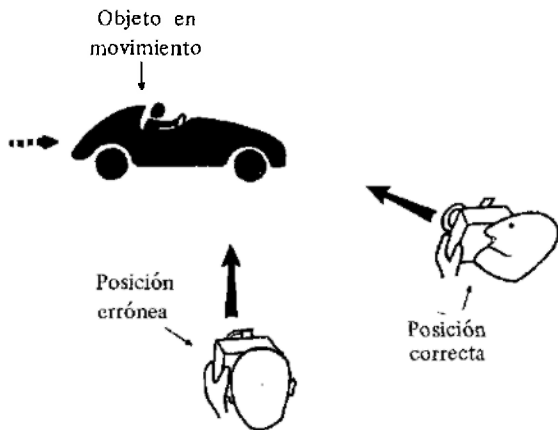 Objeto en
movimiento
Posición
errónea
Posición
correcta